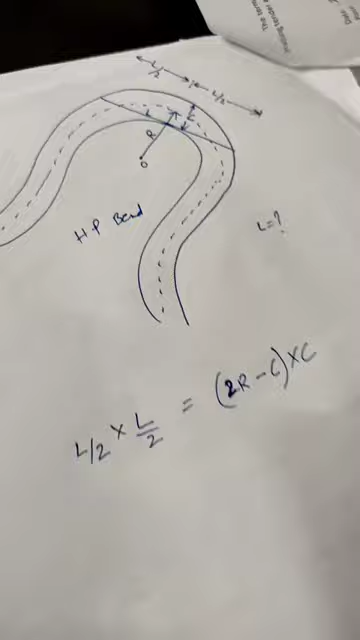 L/2
L/2
C
L
R
O
HP Bend
L=?
L/2 × L/2 = (2R-C)×C